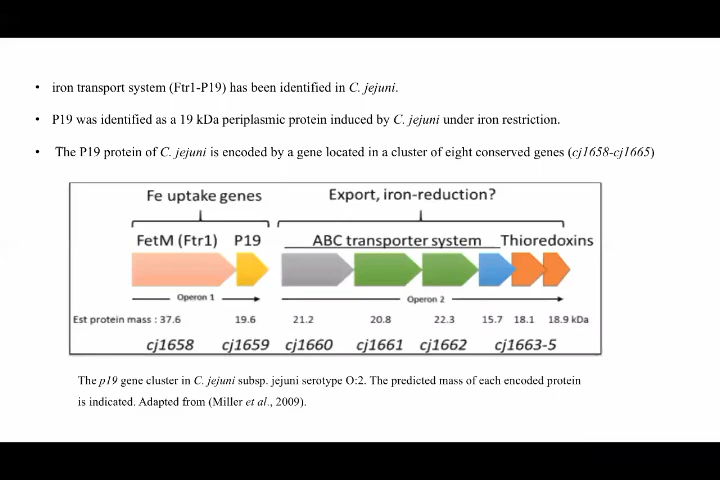 • iron transport system (Ftr1-P19) has been identified in C. jejuni.
• P19 was identified as a 19 kDa periplasmic protein induced by C. jejuni under iron restriction.
• The P19 protein of C. jejuni is encoded by a gene located in a cluster of eight conserved genes (cj1658-cj1665)
Fe uptake genes Export, iron-reduction?
FetM (Ftr1) P19 ABC transporter system Thioredoxins
Operon 1 Operon 2
Est protein mass : 37.6 19.6 21.2 20.8 22.3 15.7 18.1 18.9 kDa
cj1658 cj1659 cj1660 cj1661 cj1662 cj1663-5
The p19 gene cluster in C. jejuni subsp. jejuni serotype O:2. The predicted mass of each encoded protein
is indicated. Adapted from (Miller et al., 2009).